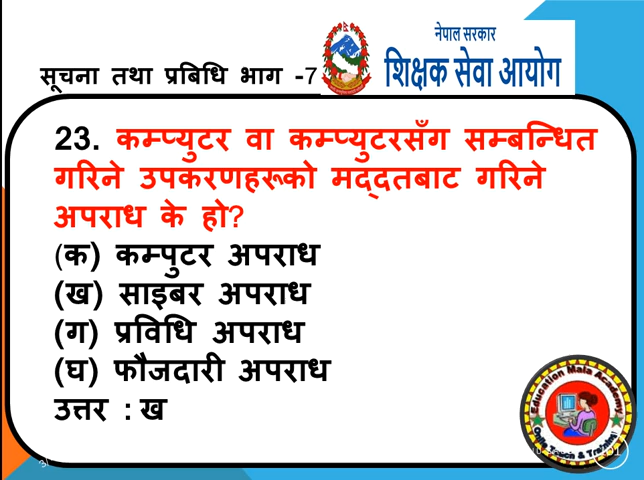 नेपाल सरकार
शिक्षक सेवा आयोग
सूचना तथा प्रबिधि भाग -7
23. कम्प्युटर वा कम्प्युटरसँग सम्बन्धित
गरिने उपकरणहरूको मद्दतबाट गरिने
अपराध के हो?
(क) कम्पुटर अपराध
(ख) साइबर अपराध
(ग) प्रविधि अपराध
(घ) फौजदारी अपराध
उत्तर : ख
Education Mala Academy